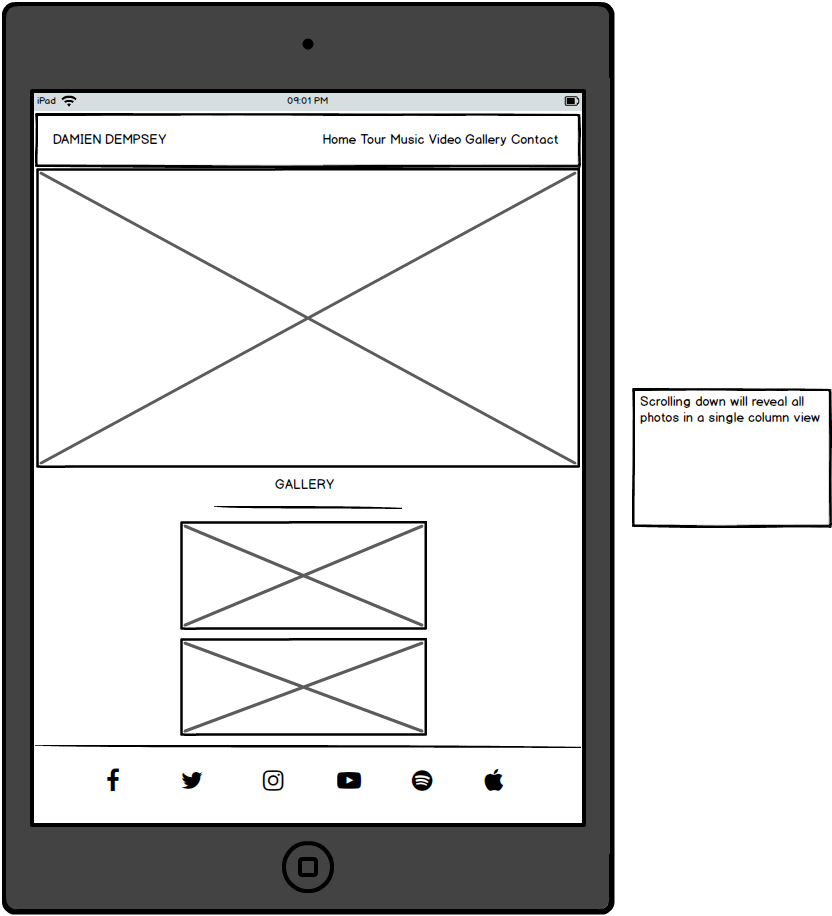 iPad 09:01 PM
DAMIEN DEMPSEY Home Tour Music Video Gallery Contact
GALLERY
Scrolling down will reveal all
photos in a single column view